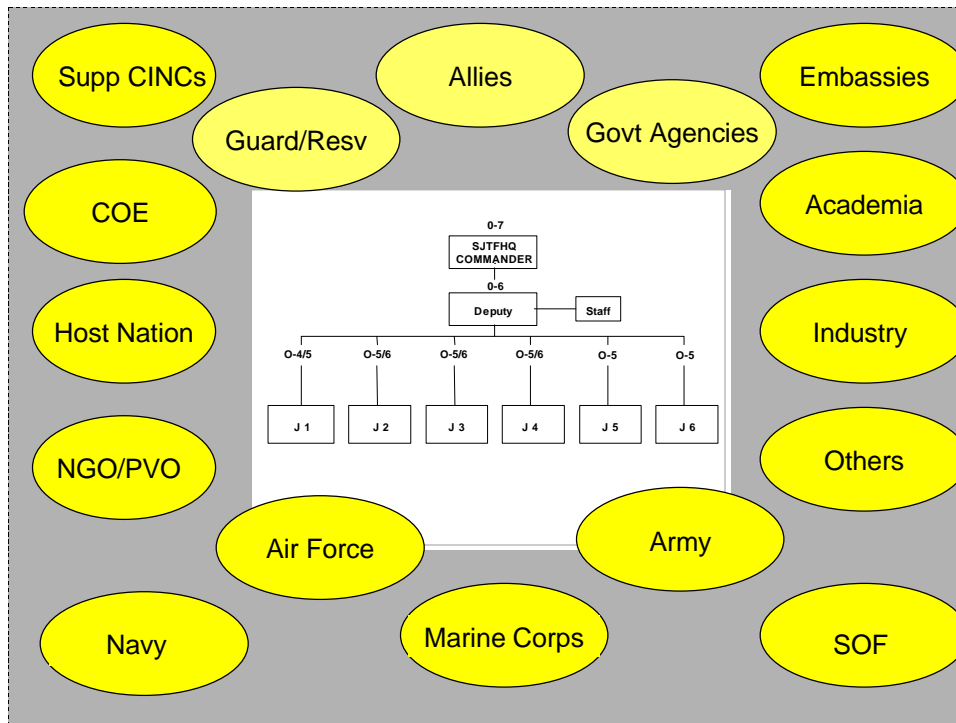 Supp CINCs
Allies
Embassies
Guard/Resv
Govt Agencies
COE
Academia
0-7
SJTFHQ
COMMANDER
0-6
Deputy
Staff
Host Nation
Industry
O-4/5 O-5/6 O-5/6 O-5/6 O-5 O-5
J 1 J 2 J 3 J 4 J 5 J 6
NGO/PVO
Others
Air Force
Army
Navy
Marine Corps
SOF